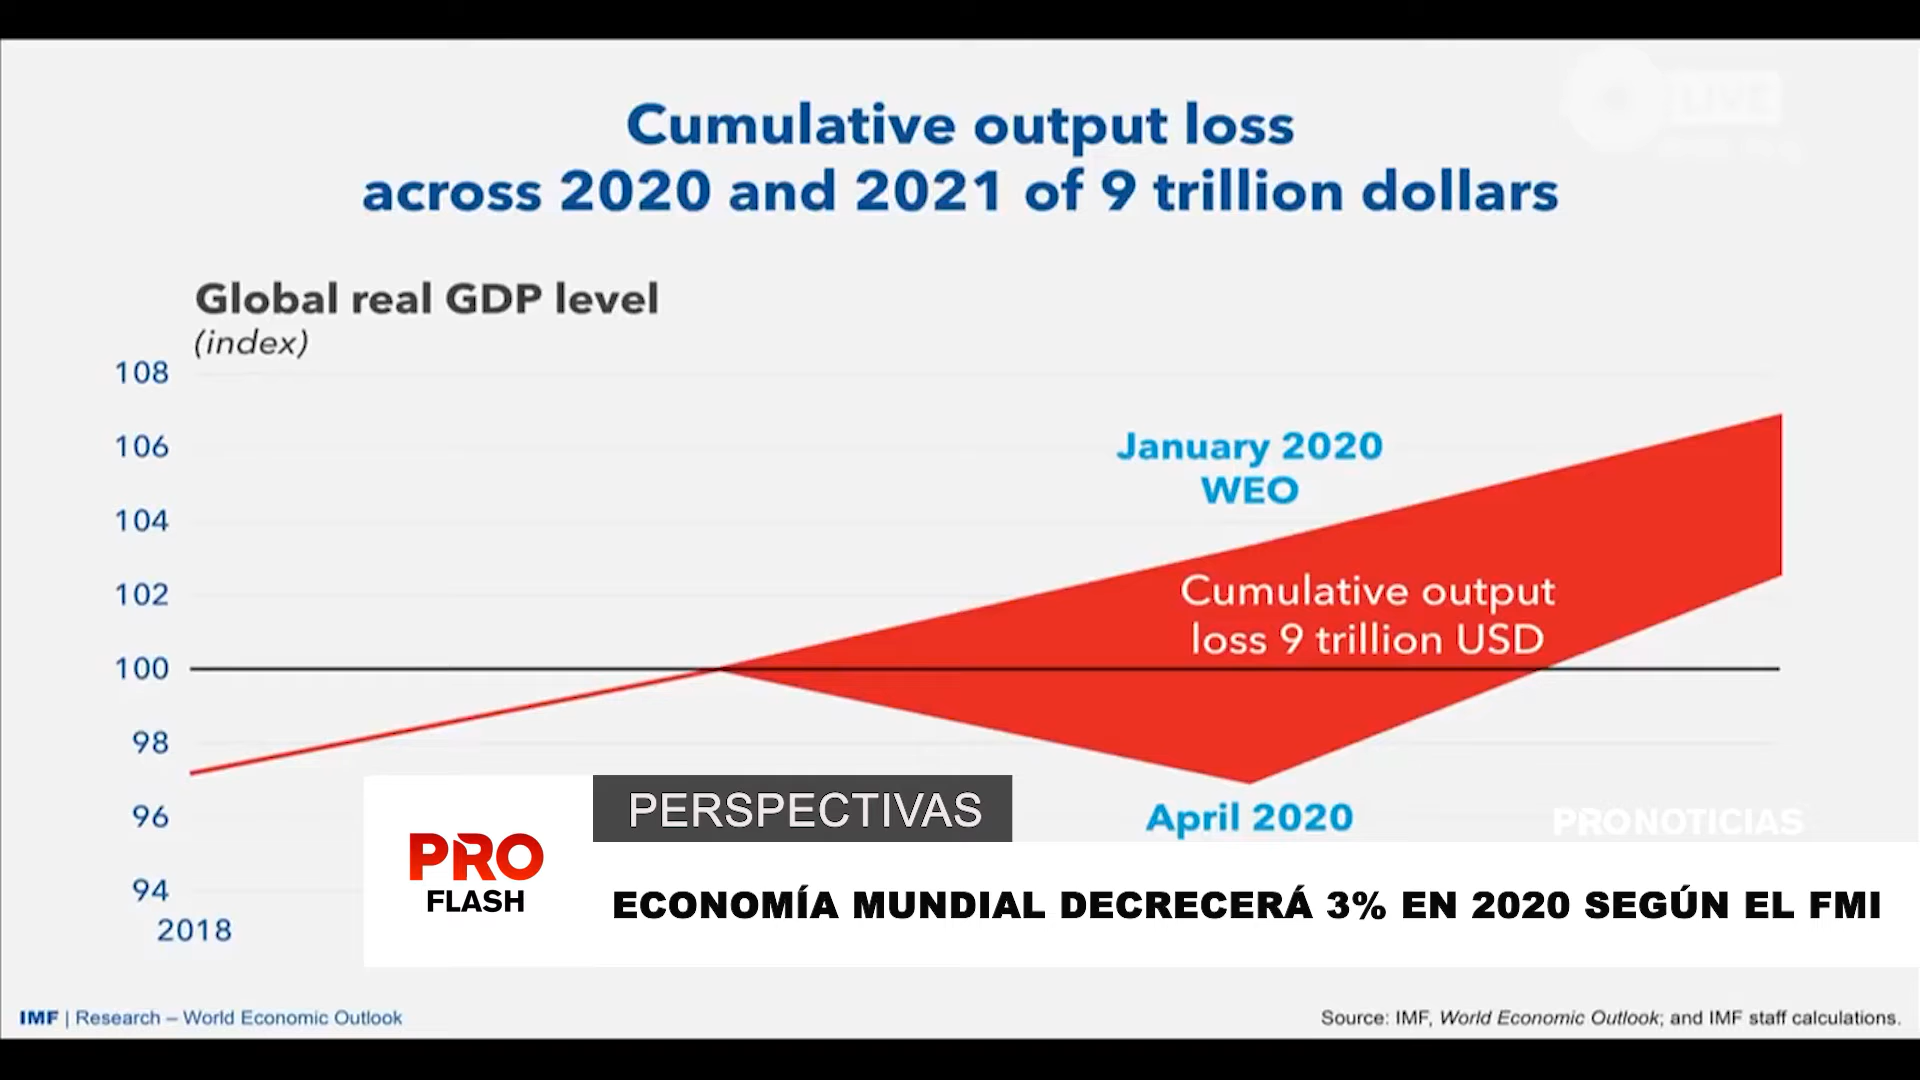 Cumulative output loss
across 2020 and 2021 of 9 trillion dollars
Global real GDP level
(index)
108
106
104
102
100
98
96
94
2018
January 2020
WEO
Cumulative output
loss 9 trillion USD
April 2020
PRONOTICIAS
PERSPECTIVAS
PRO
FLASH
ECONOMÍA MUNDIAL DECRECERÁ 3% EN 2020 SEGÚN EL FMI
IMF | Research – World Economic Outlook
Source: IMF, World Economic Outlook; and IMF staff calculations.